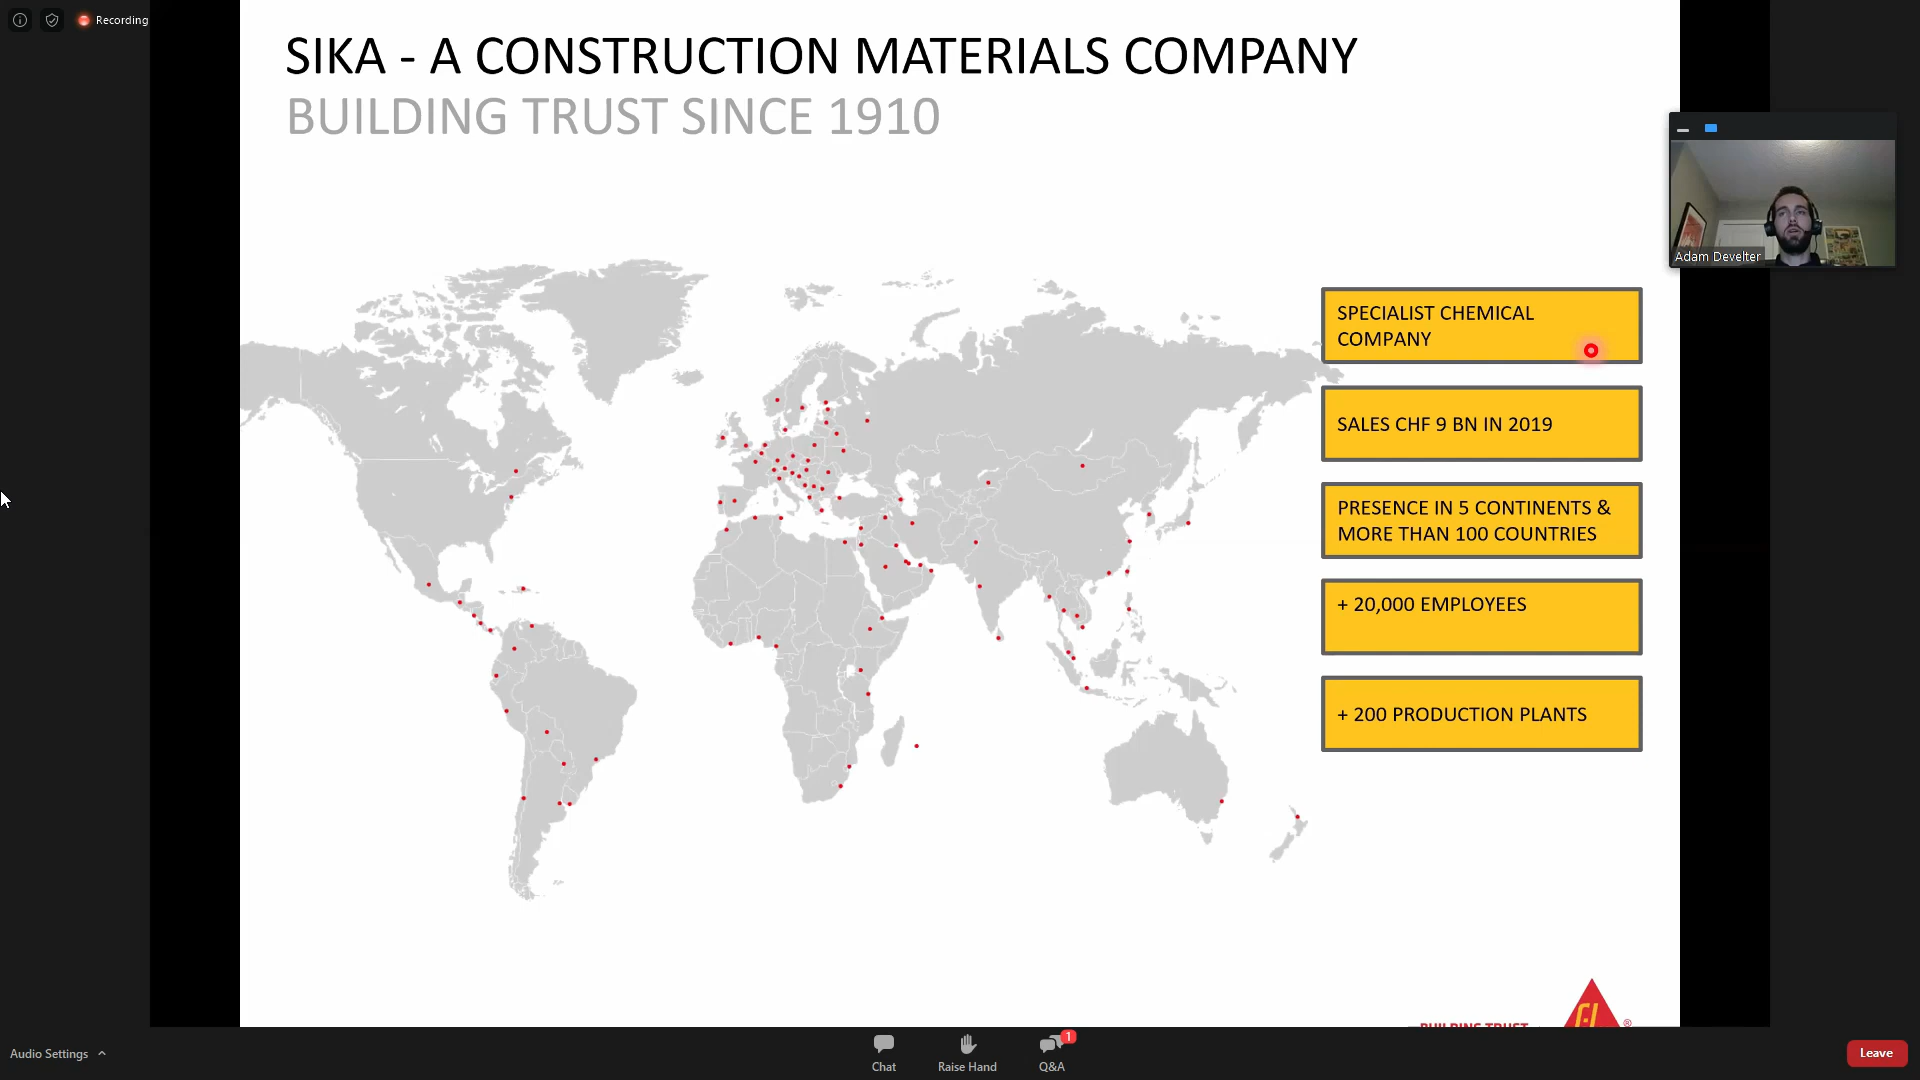 Recording
SIKA - A CONSTRUCTION MATERIALS COMPANY
BUILDING TRUST SINCE 1910
Adam Develter
SPECIALIST CHEMICAL
COMPANY
SALES CHF 9 BN IN 2019
PRESENCE IN 5 CONTINENTS &
MORE THAN 100 COUNTRIES
+ 20,000 EMPLOYEES
+ 200 PRODUCTION PLANTS
BUILDING TRUST
®
Audio Settings
Chat
Raise Hand
1
Q&A
Leave